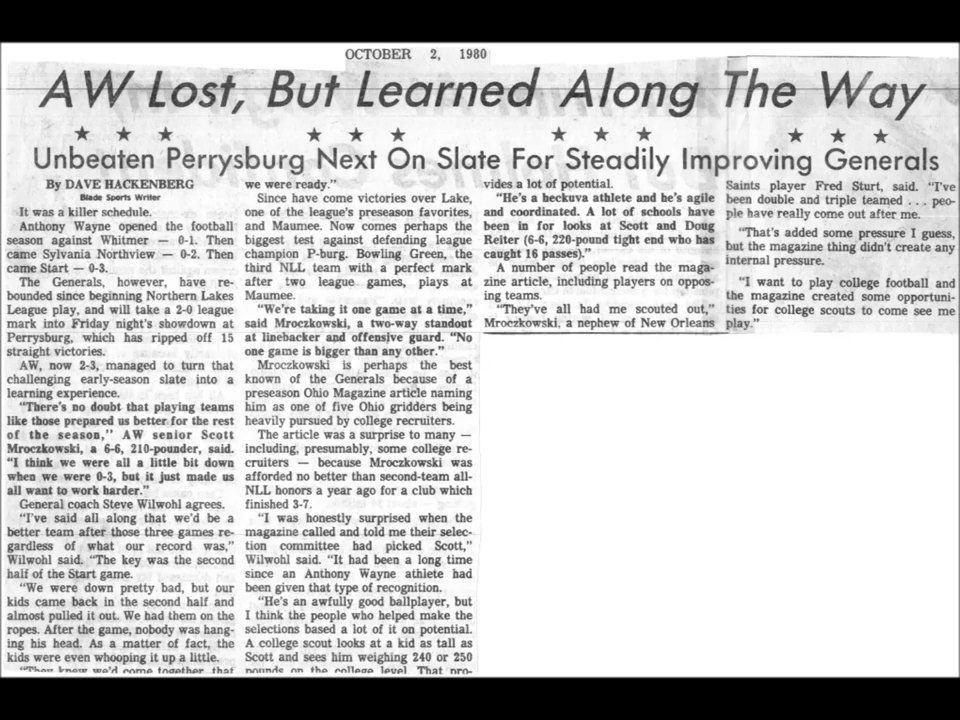 OCTOBER 2, 1980
AW Lost, But Learned Along The Way
★ ★ ★ ★ ★ ★ ★ ★ ★ ★ ★ ★
Unbeaten Perrysburg Next On Slate For Steadily Improving Generals
By DAVE HACKENBERG
Blade Sports Writer
It was a killer schedule.
Anthony Wayne opened the football
season against Whitmer — 0-1. Then
came Sylvania Northview — 0-2. Then
came Start — 0-3.
The Generals, however, have re-
bounded since beginning Northern Lakes
League play, and will take a 2-0 league
mark into Friday night's showdown at
Perrysburg, which has ripped off 15
straight victories.
AW, now 2-3, managed to turn that
challenging early-season slate into a
learning experience.
"There's no doubt that playing teams
like those prepared us better for the rest
of the season," AW senior Scott
Mroczkowski, a 6-6, 210-pounder, said.
"I think we were all a little bit down
when we were 0-3, but it just made us
all want to work harder."
General coach Steve Wilwohl agrees.
"I've said all along that we'd be a
better team after those three games re-
gardless of what our record was,"
Wilwohl said. "The key was the second
half of the Start game.
"We were down pretty bad, but our
kids came back in the second half and
almost pulled it out. We had them on the
ropes. After the game, nobody was hang-
ing his head. As a matter of fact, the
kids were even whooping it up a little.
"They knew we'd come together, that
we were ready."
Since have come victories over Lake,
one of the league's preseason favorites,
and Maumee. Now comes perhaps the
biggest test against defending league
champion P-burg. Bowling Green, the
third NLL team with a perfect mark
after two league games, plays at
Maumee.
"We're taking it one game at a time,"
said Mroczkowski, a two-way standout
at linebacker and offensive guard. "No
one game is bigger than any other."
Mroczkowski is perhaps the best
known of the Generals because of a
preseason Ohio Magazine article naming
him as one of five Ohio gridders being
heavily pursued by college recruiters.
The article was a surprise to many —
including, presumably, some college re-
cruiters — because Mroczkowski was
afforded no better than second-team all-
NLL honors a year ago for a club which
finished 3-7.
"I was honestly surprised when the
magazine called and told me their selec-
tion committee had picked Scott,"
Wilwohl said. "It had been a long time
since an Anthony Wayne athlete had
been given that type of recognition.
"He's an awfully good ballplayer, but
I think the people who helped make the
selections based a lot of it on potential.
A college scout looks at a kid as tall as
Scott and sees him weighing 240 or 250
pounds on the college level. That pro-
vides a lot of potential.
"He's a heckuva athlete and he's agile
and coordinated. A lot of schools have
been in for looks at Scott and Doug
Reiter (6-6, 220-pound tight end who has
caught 16 passes)."
A number of people read the maga-
zine article, including players on oppos-
ing teams.
"They've all had me scouted out,"
Mroczkowski, a nephew of New Orleans
Saints player Fred Sturt, said. "I've
been double and triple teamed . . . peo-
ple have really come out after me.
"That's added some pressure I guess,
but the magazine thing didn't create any
internal pressure.
"I want to play college football and
the magazine created some opportuni-
ties for college scouts to come see me
play."